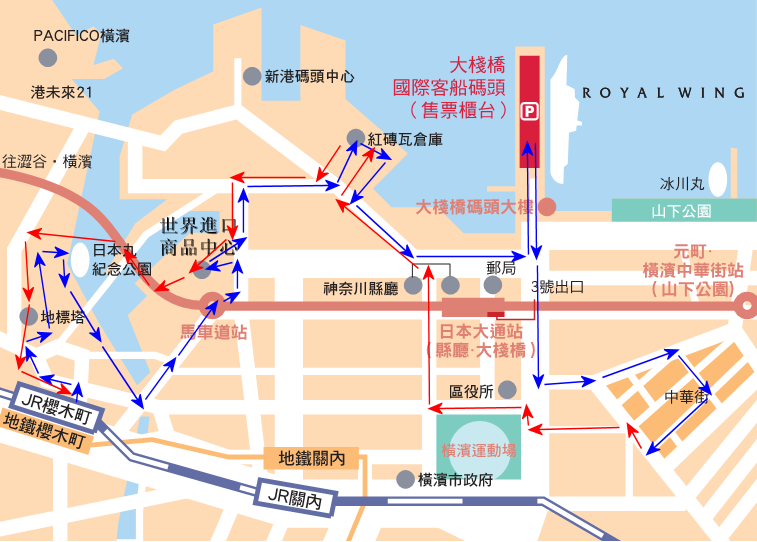 PACIFICO橫濱
港未來21
新港碼頭中心
大棧橋
國際客船碼頭
（售票櫃台）
P
ROYAL WING
紅磚瓦倉庫
往澀谷・橫濱
冰川丸
山下公園
大棧橋碼頭大樓
世界進口
商品中心
日本丸
紀念公園
郵局
3號出口
元町・
橫濱中華街站
（山下公園）
神奈川縣廳
地標塔
馬車道站
日本大通站
（縣廳・大棧橋）
區役所
中華街
JR櫻木町
地鐵櫻木町
地鐵關內
橫濱運動場
橫濱市政府
JR關內